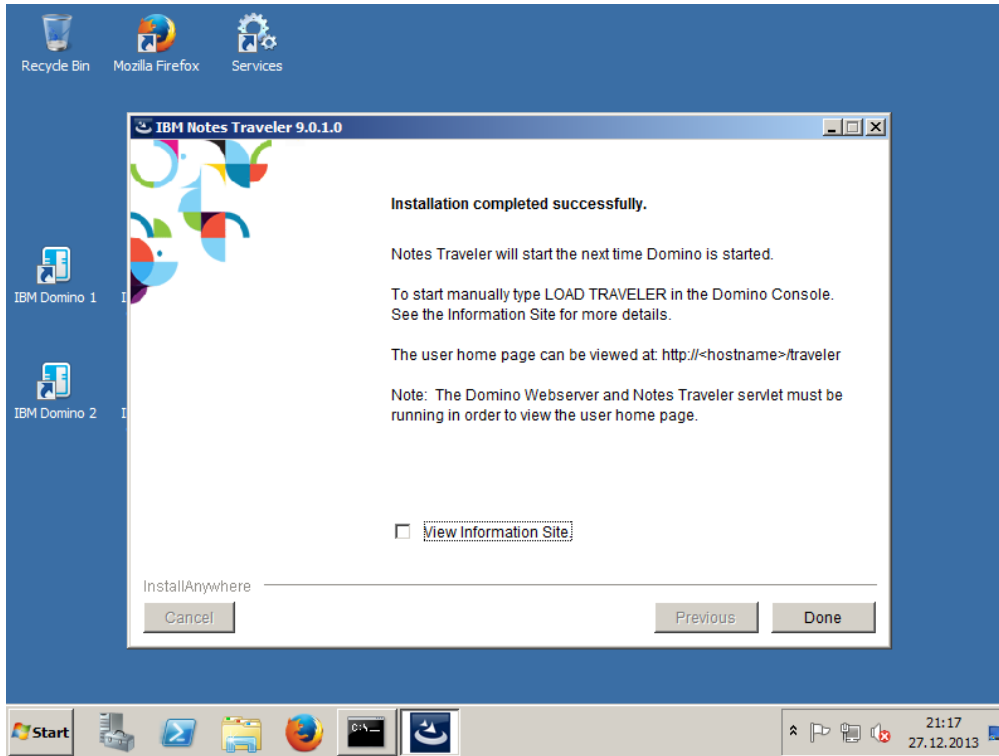 Recycle Bin
Mozilla Firefox
Services
IBM Notes Traveler 9.0.1.0
Installation completed successfully.
Notes Traveler will start the next time Domino is started.
To start manually type LOAD TRAVELER in the Domino Console.
See the Information Site for more details.
The user home page can be viewed at: http://<hostname>/traveler
Note: The Domino Webserver and Notes Traveler servlet must be
running in order to view the user home page.
View Information Site.
InstallAnywhere
Cancel
Previous
Done
IBM Domino 1
IBM Domino 2
Start
C:\
21:17
27.12.2013